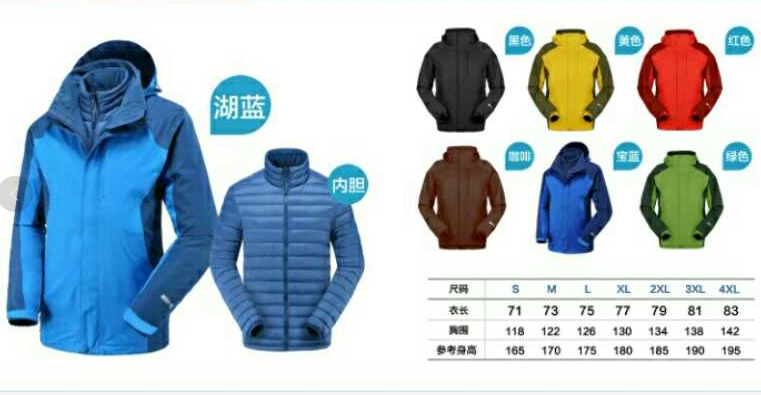 湖蓝
内胆
黑色
黄色
红色
咖啡
宝蓝
绿色
尺码 S M L XL 2XL 3XL 4XL
衣长 71 73 75 77 79 81 83
胸围 118 122 126 130 134 138 142
参考身高 165 170 175 180 185 190 195